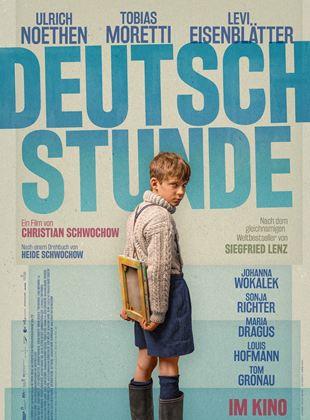 ULRICH NOETHEN
TOBIAS MORETTI
LEVI EISENBLÄTTER
DEUTSCH
STUNDE
Ein Film von
CHRISTIAN SCHWOCHOW
Nach einem Drehbuch von
HEIDE SCHWOCHOW
Nach dem
gleichnamigen
Weltbestseller
von
SIEGFRIED LENZ
JOHANNA
WOKALEK
SONJA
RICHTER
MARIA
DRAGUS
LOUIS
HOFMANN
TOM
GRONAU
IM KINO